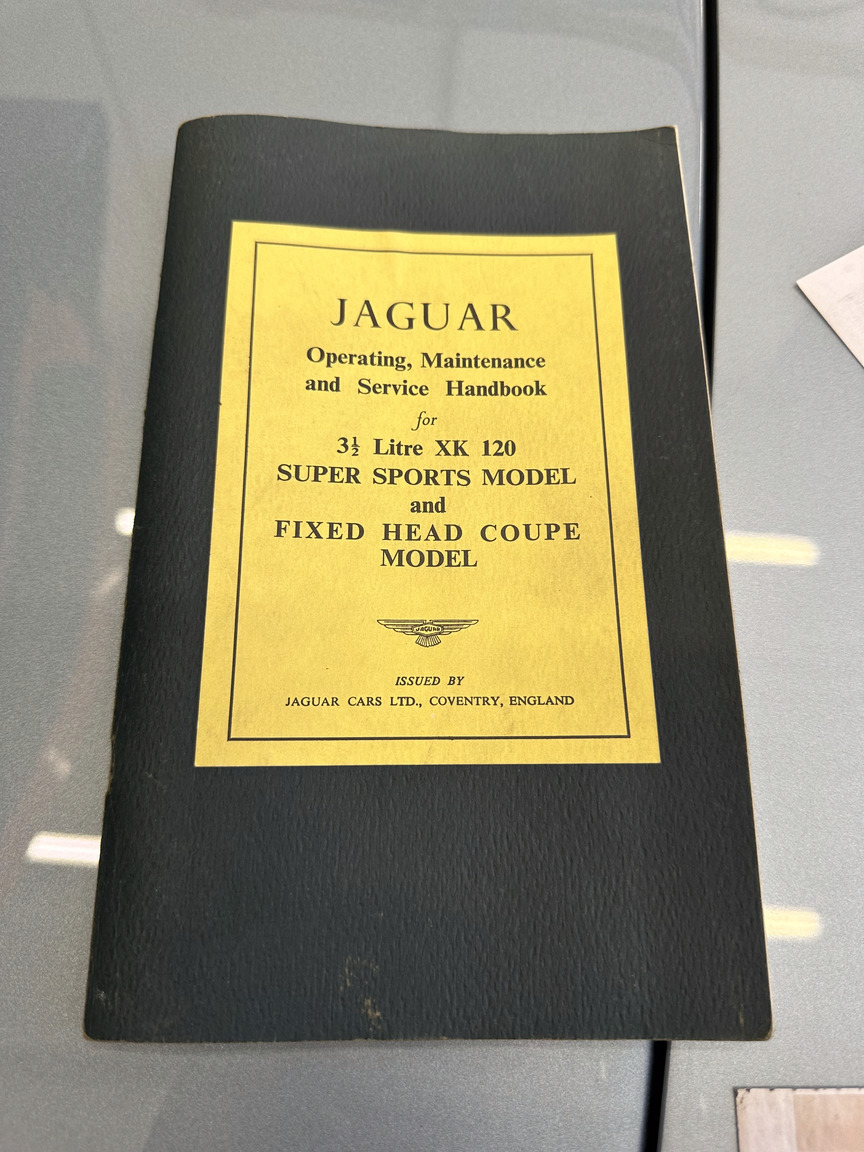 JAGUAR
Operating, Maintenance
and Service Handbook
for
3½ Litre XK 120
SUPER SPORTS MODEL
and
FIXED HEAD COUPE
MODEL
JAGUAR
ISSUED BY
JAGUAR CARS LTD., COVENTRY, ENGLAND